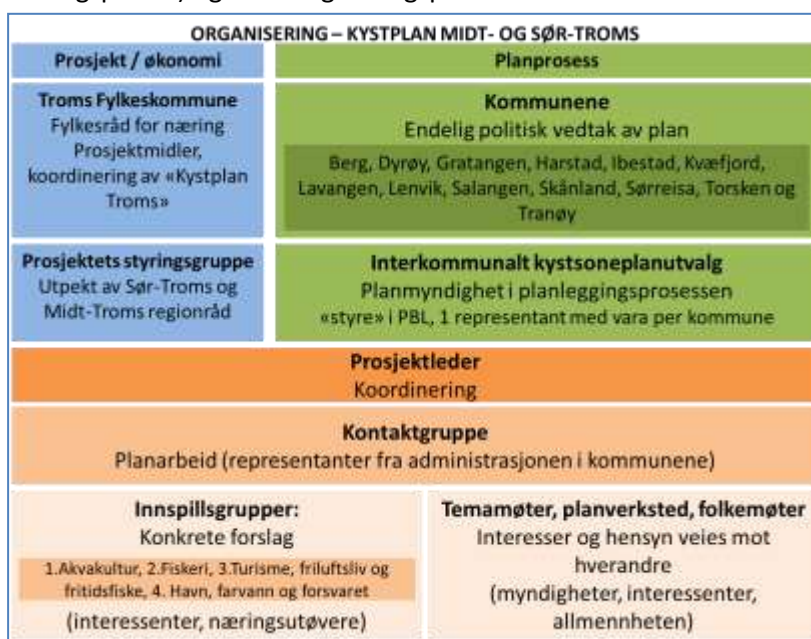 ORGANISERING – KYSTPLAN MIDT- OG SØR-TROMS
Prosjekt / økonomi
Planprosess
Troms Fylkeskommune
Fylkesråd for næring
Prosjektmidler,
koordinering av «Kystplan
Troms»
Kommunene
Endelig politisk vedtak av plan
Berg, Dyrøy, Gratangen, Harstad, Ibestad, Kvæfjord,
Lavangen, Lenvik, Salangen, Skånland, Sørreisa, Torsken og
Tranøy
Prosjektets styringsgruppe
Utpekt av Sør-Troms og
Midt-Troms regionråd
Interkommunalt kystsoneplanutvalg
Planmyndighet i planleggingsprosessen
«styre» i PBL, 1 representant med vara per kommune
Prosjektleder
Koordinering
Kontaktgruppe
Planarbeid (representanter fra administrasjonen i kommunene)
Innspillsgrupper:
Konkrete forslag
1.Akvakultur, 2.Fiskeri, 3.Turisme, friluftsliv og
fritidsfiske, 4. Havn, farvann og forsvaret
(interessenter, næringsutøvere)
Temamøter, planverksted, folkemøter
Interesser og hensyn veies mot
hverandre
(myndigheter, interessenter,
allmennheten)